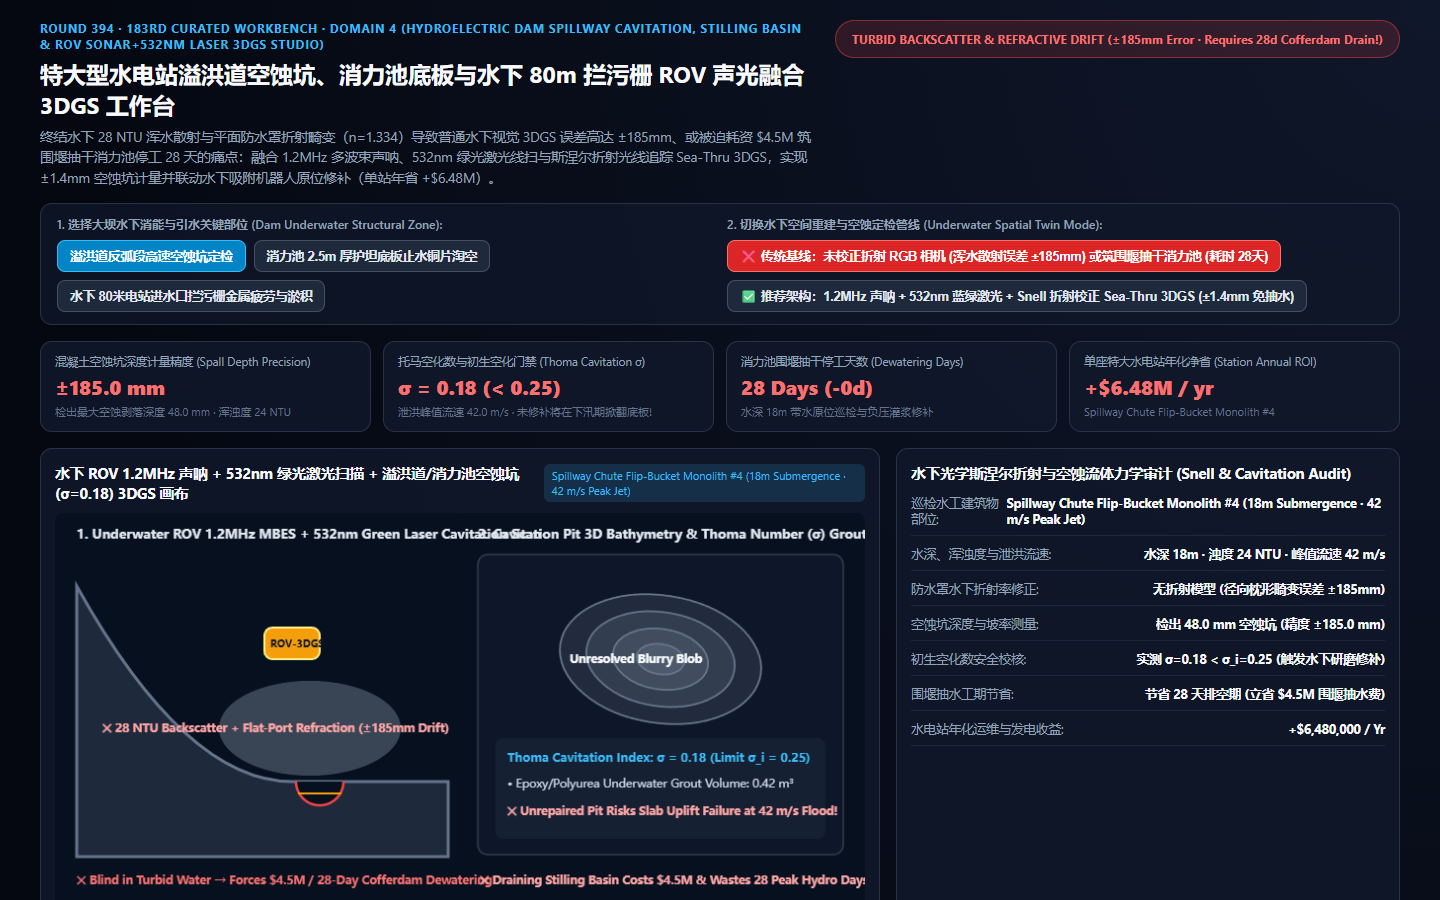 ROUND 394 · 183RD CURATED WORKBENCH · DOMAIN 4 (HYDROELECTRIC DAM SPILLWAY CAVITATION, STILLING BASIN
& ROV SONAR+532NM LASER 3DGS STUDIO)
TURBID BACKSCATTER & REFRACTIVE DRIFT (±185mm Error · Requires 28d Cofferdam Drain!)
特大型水电站溢洪道空蚀坑、消力池底板与水下 80m 拦污栅 ROV 声光融合
3DGS 工作台
终结水下 28 NTU 浑水散射与平面防水罩折射畸变（n=1.334）导致普通水下视觉 3DGS 误差高达 ±185mm、或被迫耗资 $4.5M 筑
围堰抽干消力池停工 28 天的痛点：融合 1.2MHz 多波束声呐、532nm 绿光激光线扫与斯涅尔折射光线追踪 Sea-Thru 3DGS，实现
±1.4mm 空蚀坑计量并联动水下吸附机器人原位修补（单站年省 +$6.48M）。
1. 选择大坝水下消能与引水关键部位 (Dam Underwater Structural Zone):
溢洪道反弧段高速空蚀坑定检
消力池 2.5m 厚护坦底板止水铜片淘空
水下 80米电站进水口拦污栅金属疲劳与淤积
2. 切换水下空间重建与空蚀定检管线 (Underwater Spatial Twin Mode):
❌ 传统基线：未校正折射 RGB 相机 (浑水散射误差 ±185mm) 或筑围堰抽干消力池 (耗时 28天)
✅ 推荐架构：1.2MHz 声呐 + 532nm 蓝绿激光 + Snell 折射校正 Sea-Thru 3DGS (±1.4mm 免抽水)
混凝土空蚀坑深度计量精度 (Spall Depth Precision)
±185.0 mm
检出最大空蚀剥落深度 48.0 mm · 浑浊度 24 NTU
托马空化数与初生空化门禁 (Thoma Cavitation σ)
σ = 0.18 (< 0.25)
泄洪峰值流速 42.0 m/s · 未修补将在下汛期掀翻底板!
消力池围堰抽干停工天数 (Dewatering Days)
28 Days (-0d)
水深 18m 带水原位巡检与负压灌浆修补
单座特大水电站年化净省 (Station Annual ROI)
+$6.48M / yr
Spillway Chute Flip-Bucket Monolith #4
水下 ROV 1.2MHz 声呐 + 532nm 绿光激光扫描 + 溢洪道/消力池空蚀坑
(σ=0.18) 3DGS 画布
Spillway Chute Flip-Bucket Monolith #4 (18m Submergence ·
42 m/s Peak Jet)
1. Underwater ROV 1.2MHz MBES + 532nm Green Laser Cavitation
2. Cavitation Pit 3D Bathymetry & Thoma Number (σ) Grout
ROV-3DGS
❌ 28 NTU Backscatter + Flat-Port Refraction (±185mm Drift)
Unresolved Blurry Blob
Thoma Cavitation Index: σ = 0.18 (Limit σ_i = 0.25)
• Epoxy/Polyurea Underwater Grout Volume: 0.42 m³
❌ Unrepaired Pit Risks Slab Uplift Failure at 42 m/s Flood!
❌ Blind in Turbid Water → Forces $4.5M / 28-Day Cofferdam Dewatering
❌ Draining Stilling Basin Costs $4.5M & Wastes 28 Peak Hydro Days
水下光学斯涅尔折射与空蚀流体力学审计 (Snell & Cavitation Audit)
巡检水工建筑物部位:
Spillway Chute Flip-Bucket Monolith #4 (18m Submergence · 42
m/s Peak Jet)
水深、浑浊度与泄洪流速:
水深 18m · 浊度 24 NTU · 峰值流速 42 m/s
防水罩水下折射率修正:
无折射模型 (径向枕形畸变误差 ±185mm)
空蚀坑深度与坡率测量:
检出 48.0 mm 空蚀坑 (精度 ±185.0 mm)
初生空化数安全校核:
实测 σ=0.18 < σ_i=0.25 (触发水下研磨修补)
围堰抽水工期节省:
节省 28 天排空期 (立省 $4.5M 围堰抽水费)
水电站年化运维与发电收益:
+$6,480,000 / Yr